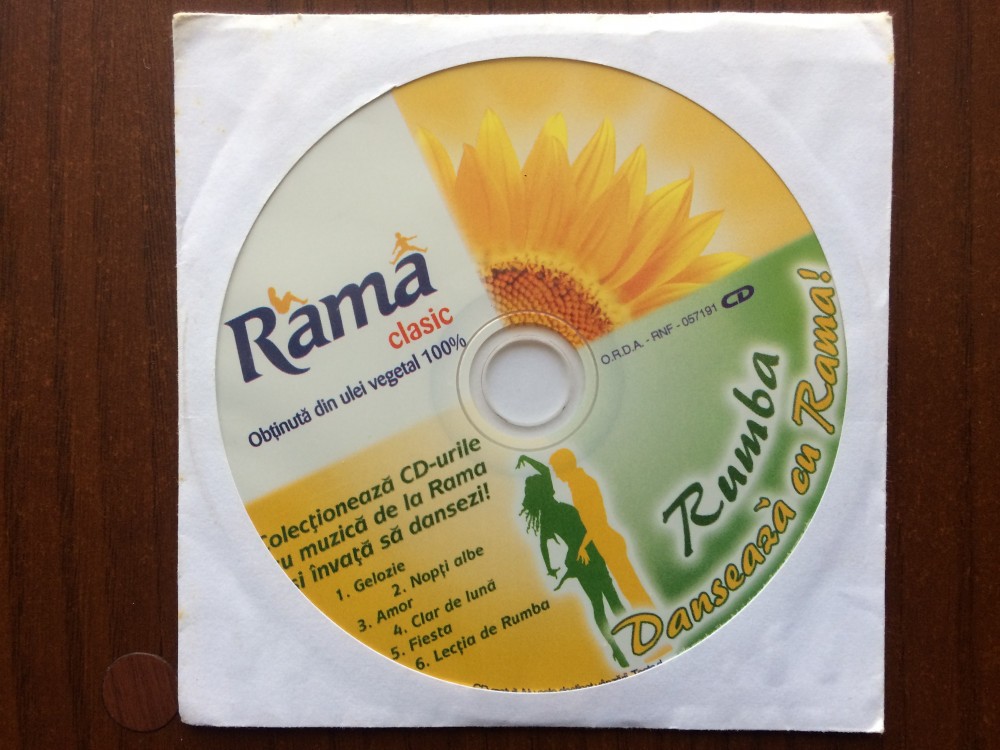 Rama
clasic
Obținută din ulei vegetal 100%
O.R.D.A. - RNF - 057191 CD
Rumba
Dansează cu Rama!
CD-urile
muzică de la Rama
învață să dansezi!
1. Gelozie
2. Nopți albe
3. Amor
4. Clar de lună
5. Fiesta
6. Lecția de Rumba